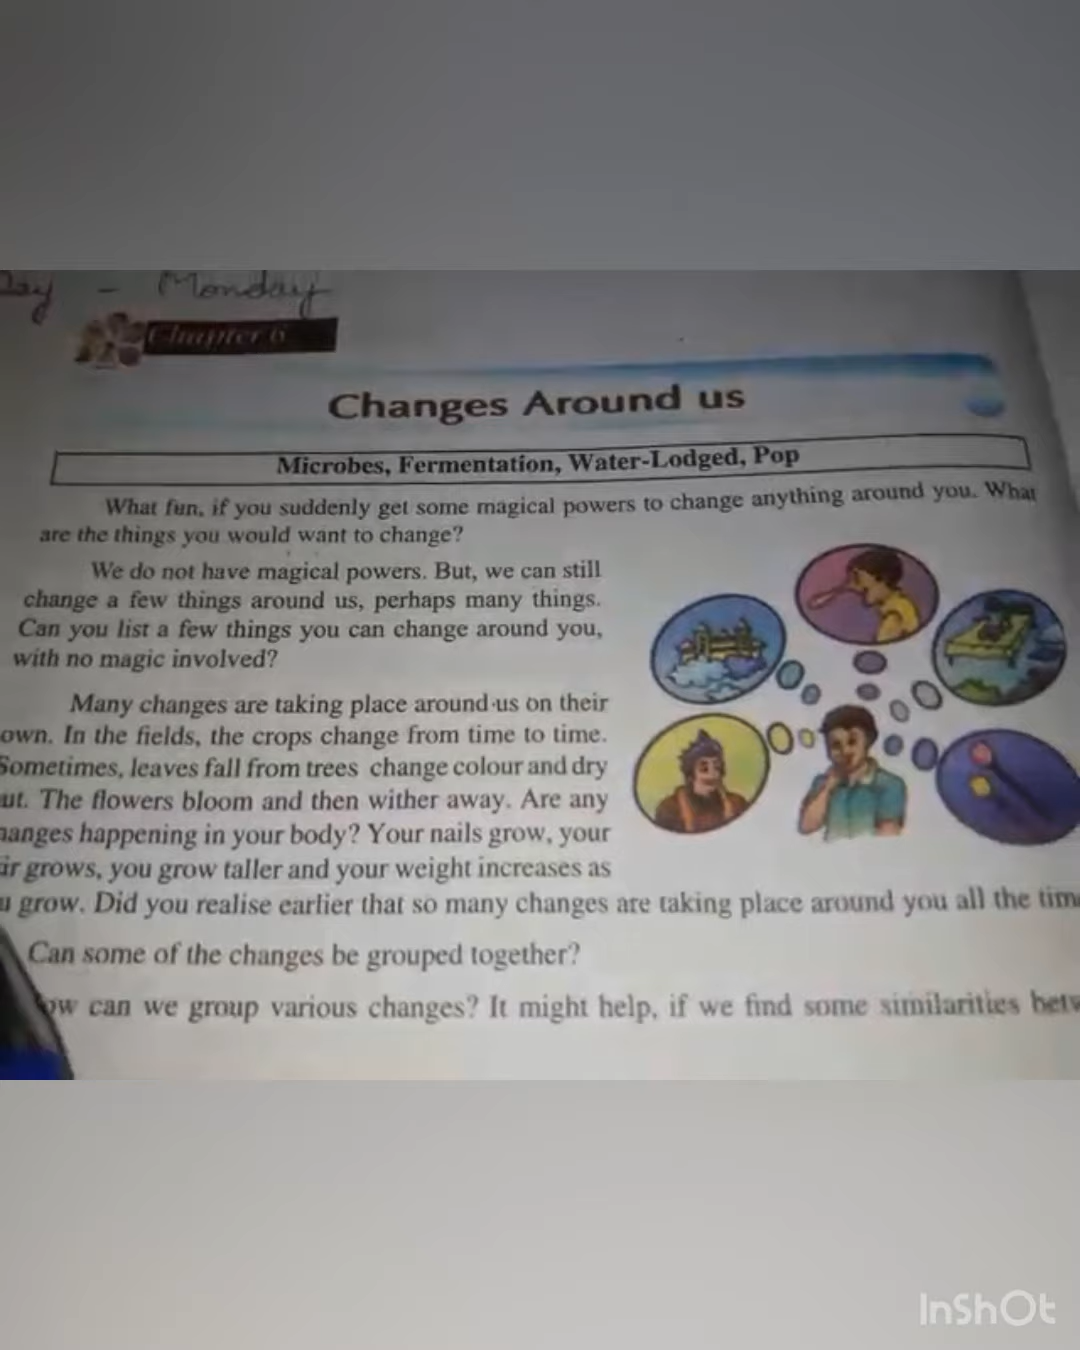 Day - Monday
Chapter 6
Changes Around us
Microbes, Fermentation, Water-Lodged, Pop
What fun, if you suddenly get some magical powers to change anything around you. What
are the things you would want to change?
We do not have magical powers. But, we can still
change a few things around us, perhaps many things.
Can you list a few things you can change around you,
with no magic involved?
Many changes are taking place around us on their
own. In the fields, the crops change from time to time.
Sometimes, leaves fall from trees change colour and dry
ut. The flowers bloom and then wither away. Are any
hanges happening in your body? Your nails grow, your
ir grows, you grow taller and your weight increases as
u grow. Did you realise earlier that so many changes are taking place around you all the tim
Can some of the changes be grouped together?
ow can we group various changes? It might help, if we find some similarities betw
InShOt